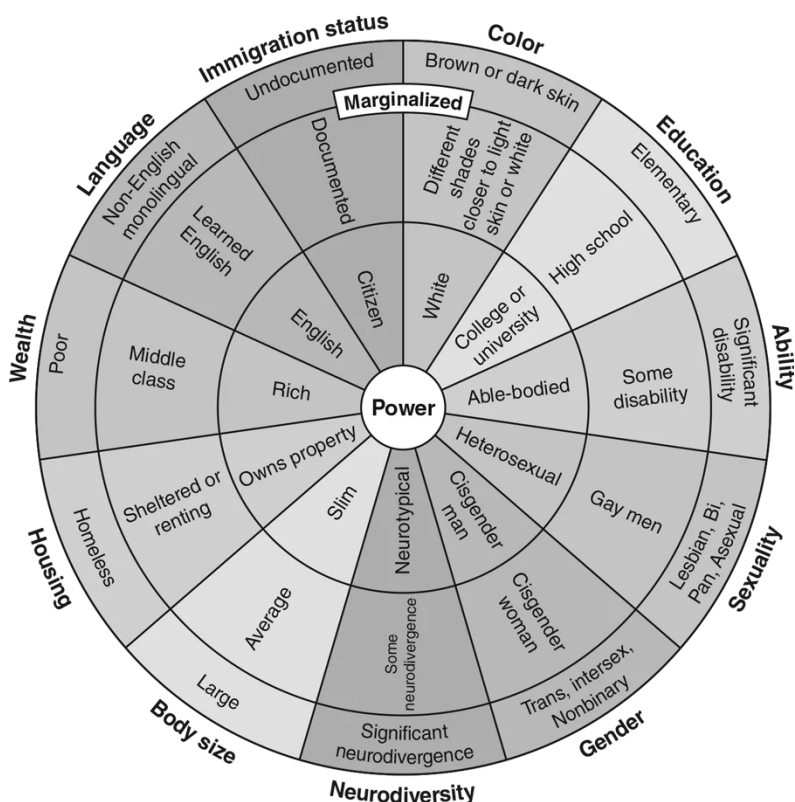 Power
Marginalized
Color
Brown or dark skin
Different
shades
closer to light
skin or white
White
Education
Elementary
High school
College or
university
Ability
Significant
disability
Some
disability
Able-bodied
Sexuality
Lesbian, Bi,
Pan, Asexual
Gay men
Heterosexual
Gender
Trans, intersex,
Nonbinary
Cisgender
woman
Cisgender
man
Neurodiversity
Significant
neurodivergence
Some
neurodivergence
Neurotypical
Body size
Large
Average
Slim
Housing
Homeless
Sheltered or
renting
Owns property
Wealth
Poor
Middle
class
Rich
Language
Non-English
monolingual
Learned
English
English
Immigration status
Undocumented
Documented
Citizen